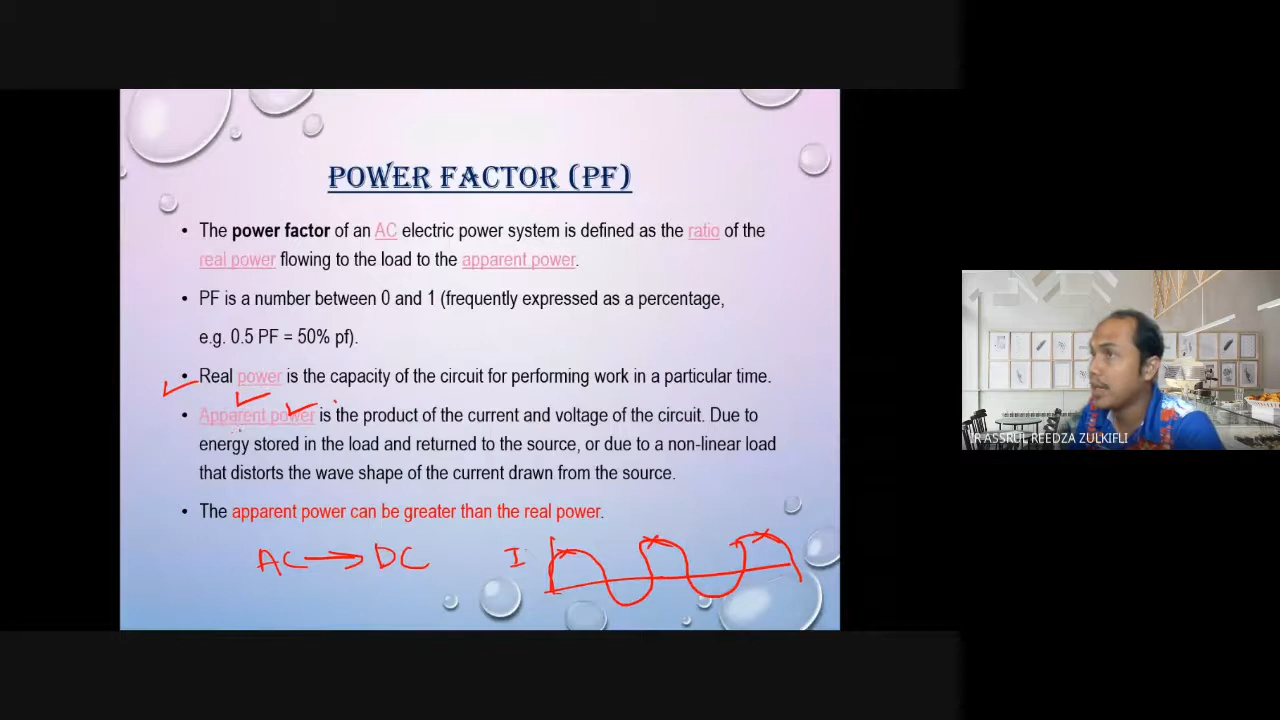 POWER FACTOR (PF)
• The power factor of an AC electric power system is defined as the ratio of the
real power flowing to the load to the apparent power.
• PF is a number between 0 and 1 (frequently expressed as a percentage,
e.g. 0.5 PF = 50% pf).
• Real power is the capacity of the circuit for performing work in a particular time.
• Apparent power is the product of the current and voltage of the circuit. Due to
energy stored in the load and returned to the source, or due to a non-linear load
that distorts the wave shape of the current drawn from the source.
• The apparent power can be greater than the real power.
AC → DC
I
R ASSRUL REEDZA ZULKIFLI